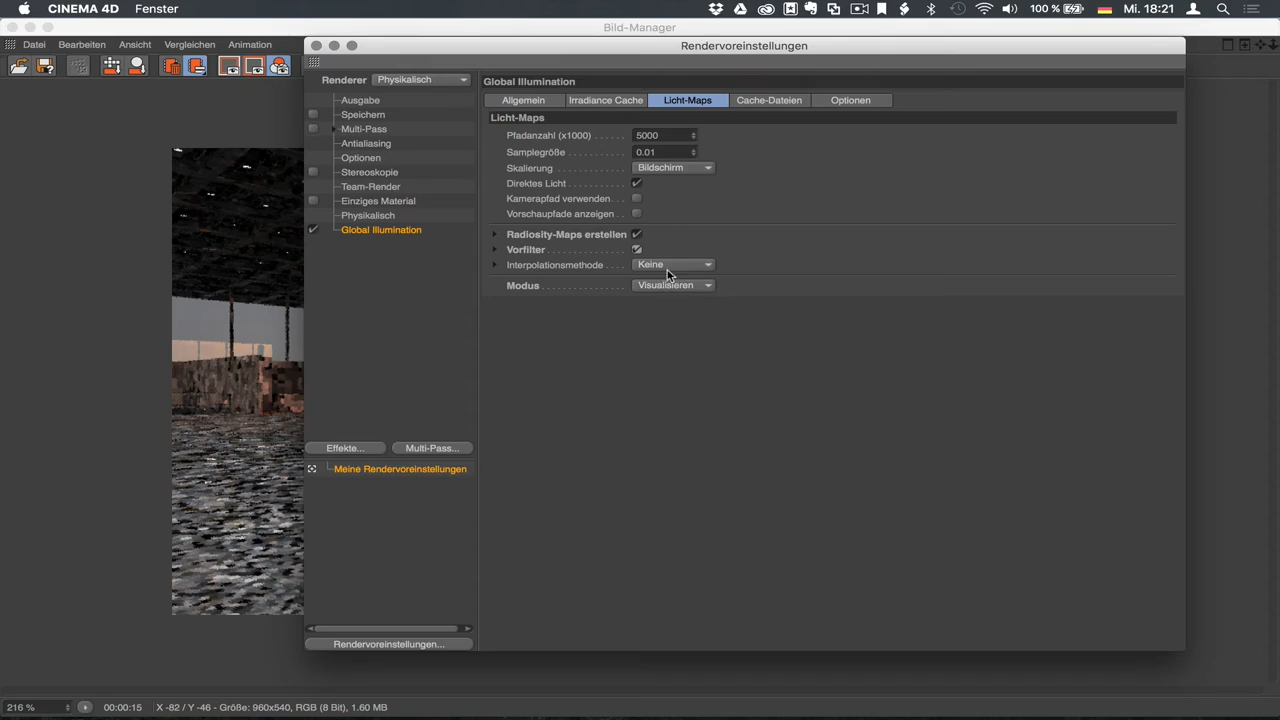 CINEMA 4D Fenster 100 % Mi. 18:21
Bild-Manager
Datei Bearbeiten Ansicht Vergleichen Animation
Rendervoreinstellungen
Renderer Physikalisch
Ausgabe
Speichern
Multi-Pass
Antialiasing
Optionen
Stereoskopie
Team-Render
Einziges Material
Physikalisch
Global Illumination
Effekte... Multi-Pass...
Meine Rendervoreinstellungen
Rendervoreinstellungen...
Global Illumination
Allgemein Irradiance Cache Licht-Maps Cache-Dateien Optionen
Licht-Maps
Pfadanzahl (x1000) 5000
Samplegröße 0.01
Skalierung Bildschirm
Direktes Licht
Kamerapfad verwenden
Vorschaupfade anzeigen
Radiosity-Maps erstellen
Vorfilter
Interpolationsmethode Keine
Modus Visualisieren
216 % 00:00:15 X -82 / Y -46 - Größe: 960x540, RGB (8 Bit), 1.60 MB